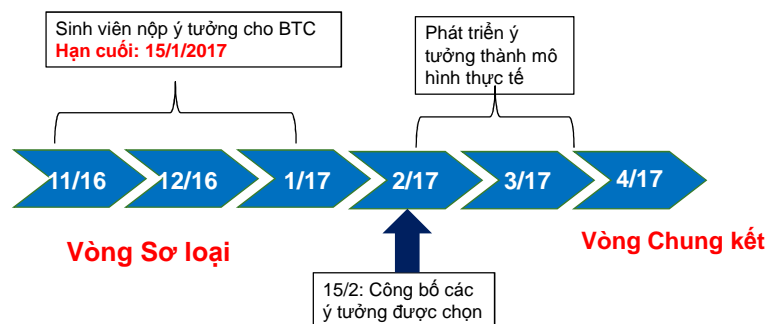 Sinh viên nộp ý tưởng cho BTC
Hạn cuối: 15/1/2017
Phát triển ý
tưởng thành mô
hình thực tế
11/16
12/16
1/17
2/17
3/17
4/17
Vòng Sơ loại
Vòng Chung kết
15/2: Công bố các
ý tưởng được chọn